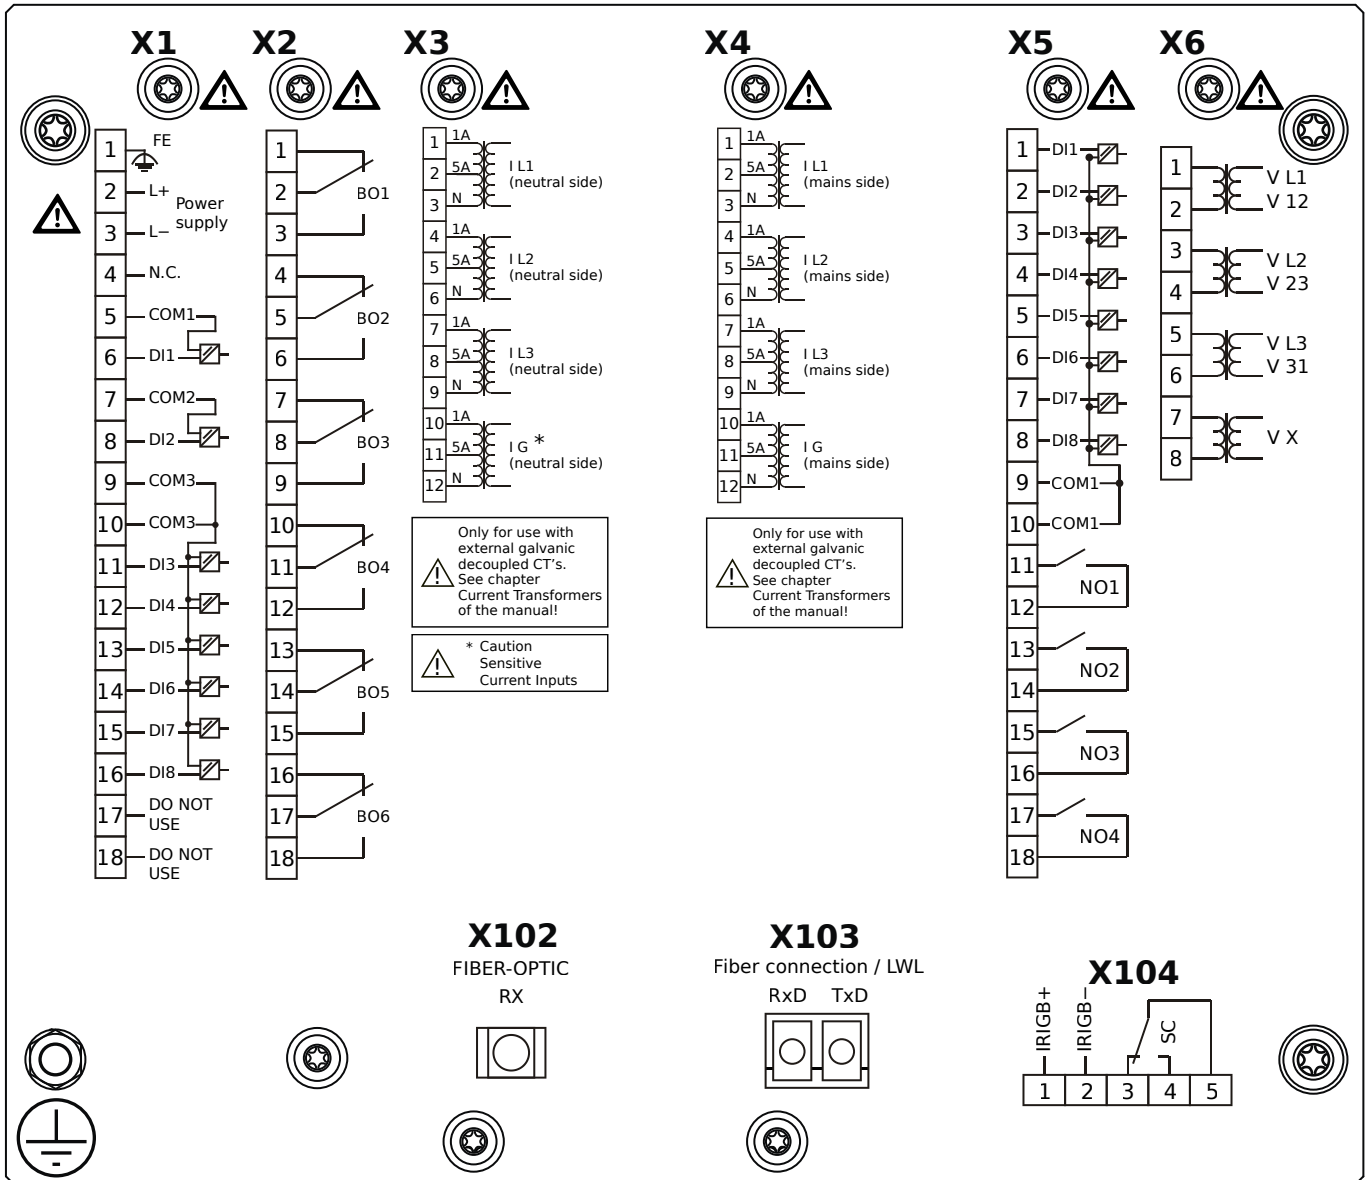 X1
1 FE
2 L+
Power
supply
3 L−
4 N.C.
5 COM1
6 DI1
7 COM2
8 DI2
9 COM3
10 COM3
11 DI3
12 DI4
13 DI5
14 DI6
15 DI7
16 DI8
17 DO NOT
USE
18 DO NOT
USE
X2
1
2 BO1
3
4
5 BO2
6
7
8 BO3
9
10
11 BO4
12
13
14 BO5
15
16
17 BO6
18
X3
1 1A
2 5A I L1
(neutral side)
3 N
4 1A
5 5A I L2
(neutral side)
6 N
7 1A
8 5A I L3
(neutral side)
9 N
10 1A
11 5A I G *
(neutral side)
12 N
Only for use with
external galvanic
decoupled CT's.
See chapter
Current Transformers
of the manual!
* Caution
Sensitive
Current Inputs
X4
1 1A
2 5A I L1
(mains side)
3 N
4 1A
5 5A I L2
(mains side)
6 N
7 1A
8 5A I L3
(mains side)
9 N
10 1A
11 5A I G
(mains side)
12 N
Only for use with
external galvanic
decoupled CT's.
See chapter
Current Transformers
of the manual!
X5
1 DI1
2 DI2
3 DI3
4 DI4
5 DI5
6 DI6
7 DI7
8 DI8
9 COM1
10 COM1
11
NO1
12
13
NO2
14
15
NO3
16
17
NO4
18
X6
1 V L1
2 V 12
3 V L2
4 V 23
5 V L3
6 V 31
7
V X
8
X102
FIBER-OPTIC
RX
X103
Fiber connection / LWL
RxD TxD
X104
IRIGB+ IRIGB− SC
1 2 3 4 5